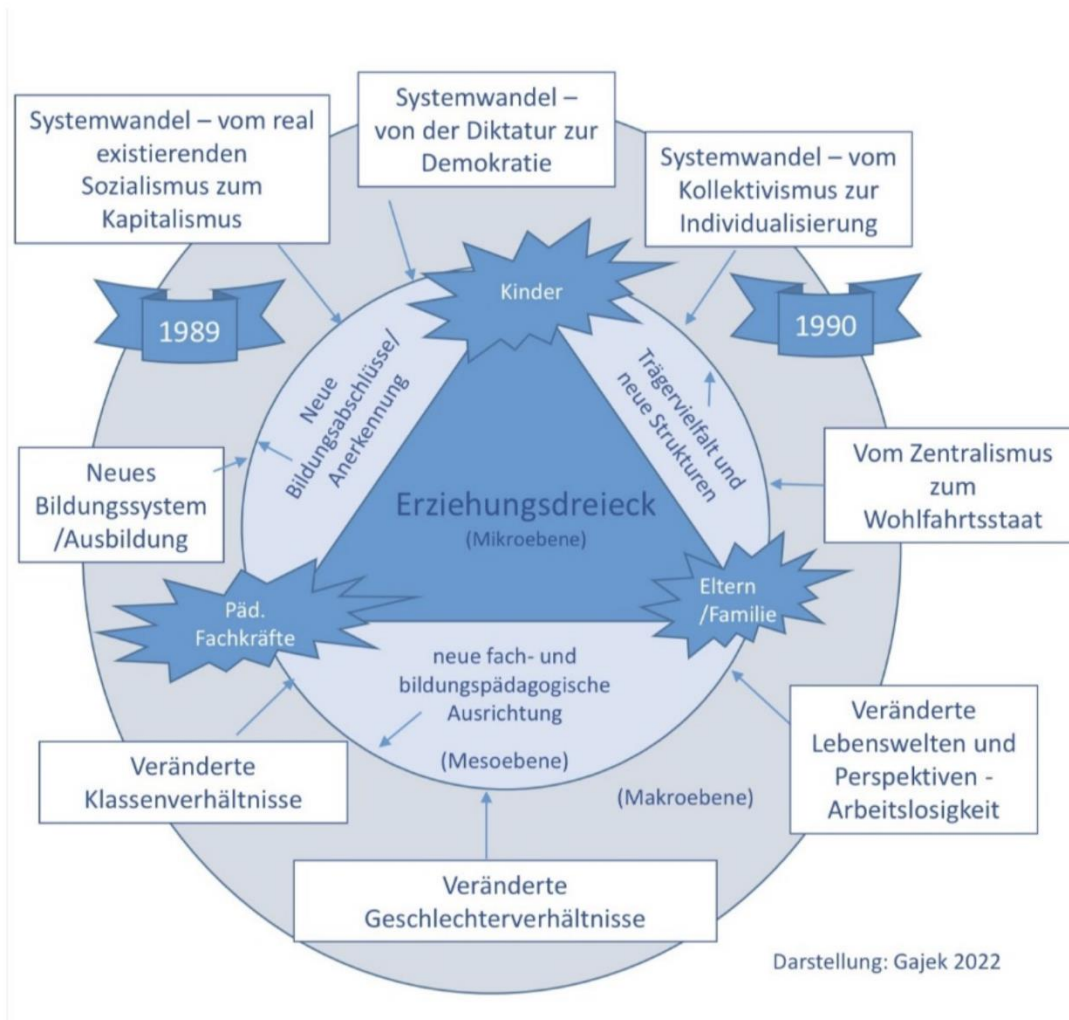 Systemwandel – vom real
existierenden
Sozialismus zum
Kapitalismus
Systemwandel –
von der Diktatur zur
Demokratie
Systemwandel – vom
Kollektivismus zur
Individualisierung
1989
Kinder
1990
Neue
Bildungsabschlüsse/
Anerkennung
Trägervielfalt und
neue Strukturen
Neues
Bildungssystem
/Ausbildung
Erziehungsdreieck
(Mikroebene)
Vom Zentralismus
zum
Wohlfahrtsstaat
Päd.
Fachkräfte
Eltern
/Familie
neue fach- und
bildungspädagogische
Ausrichtung
(Mesoebene)
Veränderte
Klassenverhältnisse
(Makroebene)
Veränderte
Lebenswelten und
Perspektiven -
Arbeitslosigkeit
Veränderte
Geschlechterverhältnisse
Darstellung: Gajek 2022